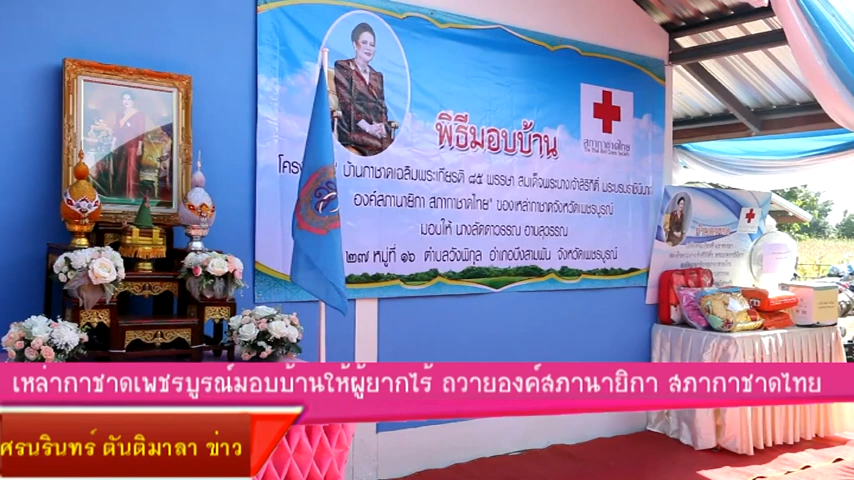 พิธีมอบบ้าน
สภากาชาดไทย
The Thai Red Cross Society
บ้านกาชาดเฉลิมพระเกียรติ ๘๕ พรรษา สมเด็จพระนางเจ้าสิริกิติ์ พระบรมราชินีนาถ
องค์สภานายิกา สภากาชาดไทย" ของเหล่ากาชาดจังหวัดเพชรบูรณ์
มอบให้ นางลัดดาวรรณ อามสุวรรณ
๒๗ หมู่ที่ ๑๖ ตำบลวังพิกุล อำเภอบึงสามพัน จังหวัดเพชรบูรณ์
เหล่ากาชาดเพชรบูรณ์มอบบ้านให้ผู้ยากไร้ ถวายองค์สภานายิกา สภากาชาดไทย
ศรนรินทร์ ตันติมาลา ข่าว